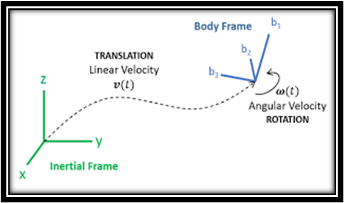 Body Frame
b₁
TRANSLATION
Linear Velocity
v(t)
b₂
b₃
ω(t)
Angular Velocity
ROTATION
z
y
x
Inertial Frame